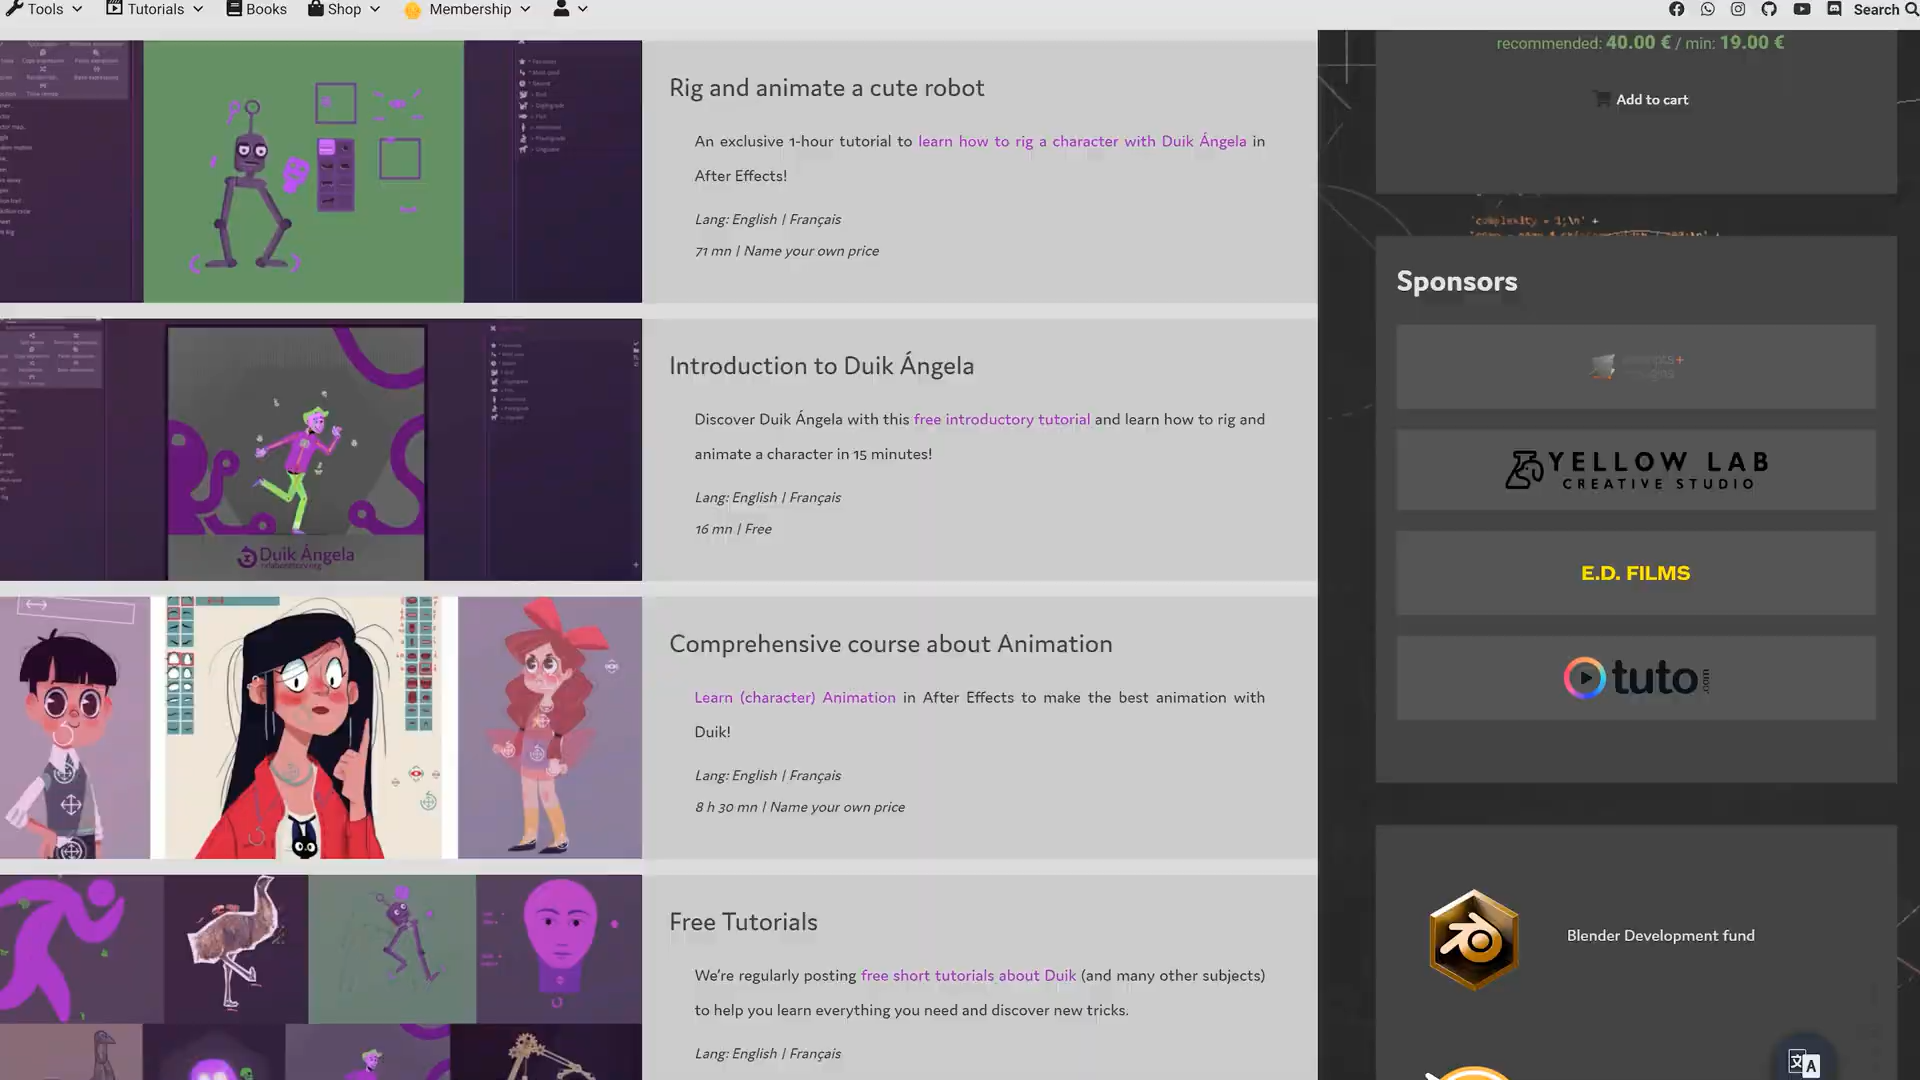 Tools
Tutorials
Books
Shop
Membership
Search
Rig and animate a cute robot
An exclusive 1-hour tutorial to learn how to rig a character with Duik Ángela in
After Effects!
Lang: English | Français
71 mn | Name your own price
Introduction to Duik Ángela
Discover Duik Ángela with this free introductory tutorial and learn how to rig and
animate a character in 15 minutes!
Lang: English | Français
16 mn | Free
Duik Ángela
Comprehensive course about Animation
Learn (character) Animation in After Effects to make the best animation with
Duik!
Lang: English | Français
8 h 30 mn | Name your own price
Free Tutorials
We're regularly posting free short tutorials about Duik (and many other subjects)
to help you learn everything you need and discover new tricks.
Lang: English | Français
recommended: 40.00 € / min: 19.00 €
Add to cart
'complexity = 1;\n' +
Sponsors
YELLOW LAB
CREATIVE STUDIO
E.D. FILMS
tuto.com
Blender Development fund